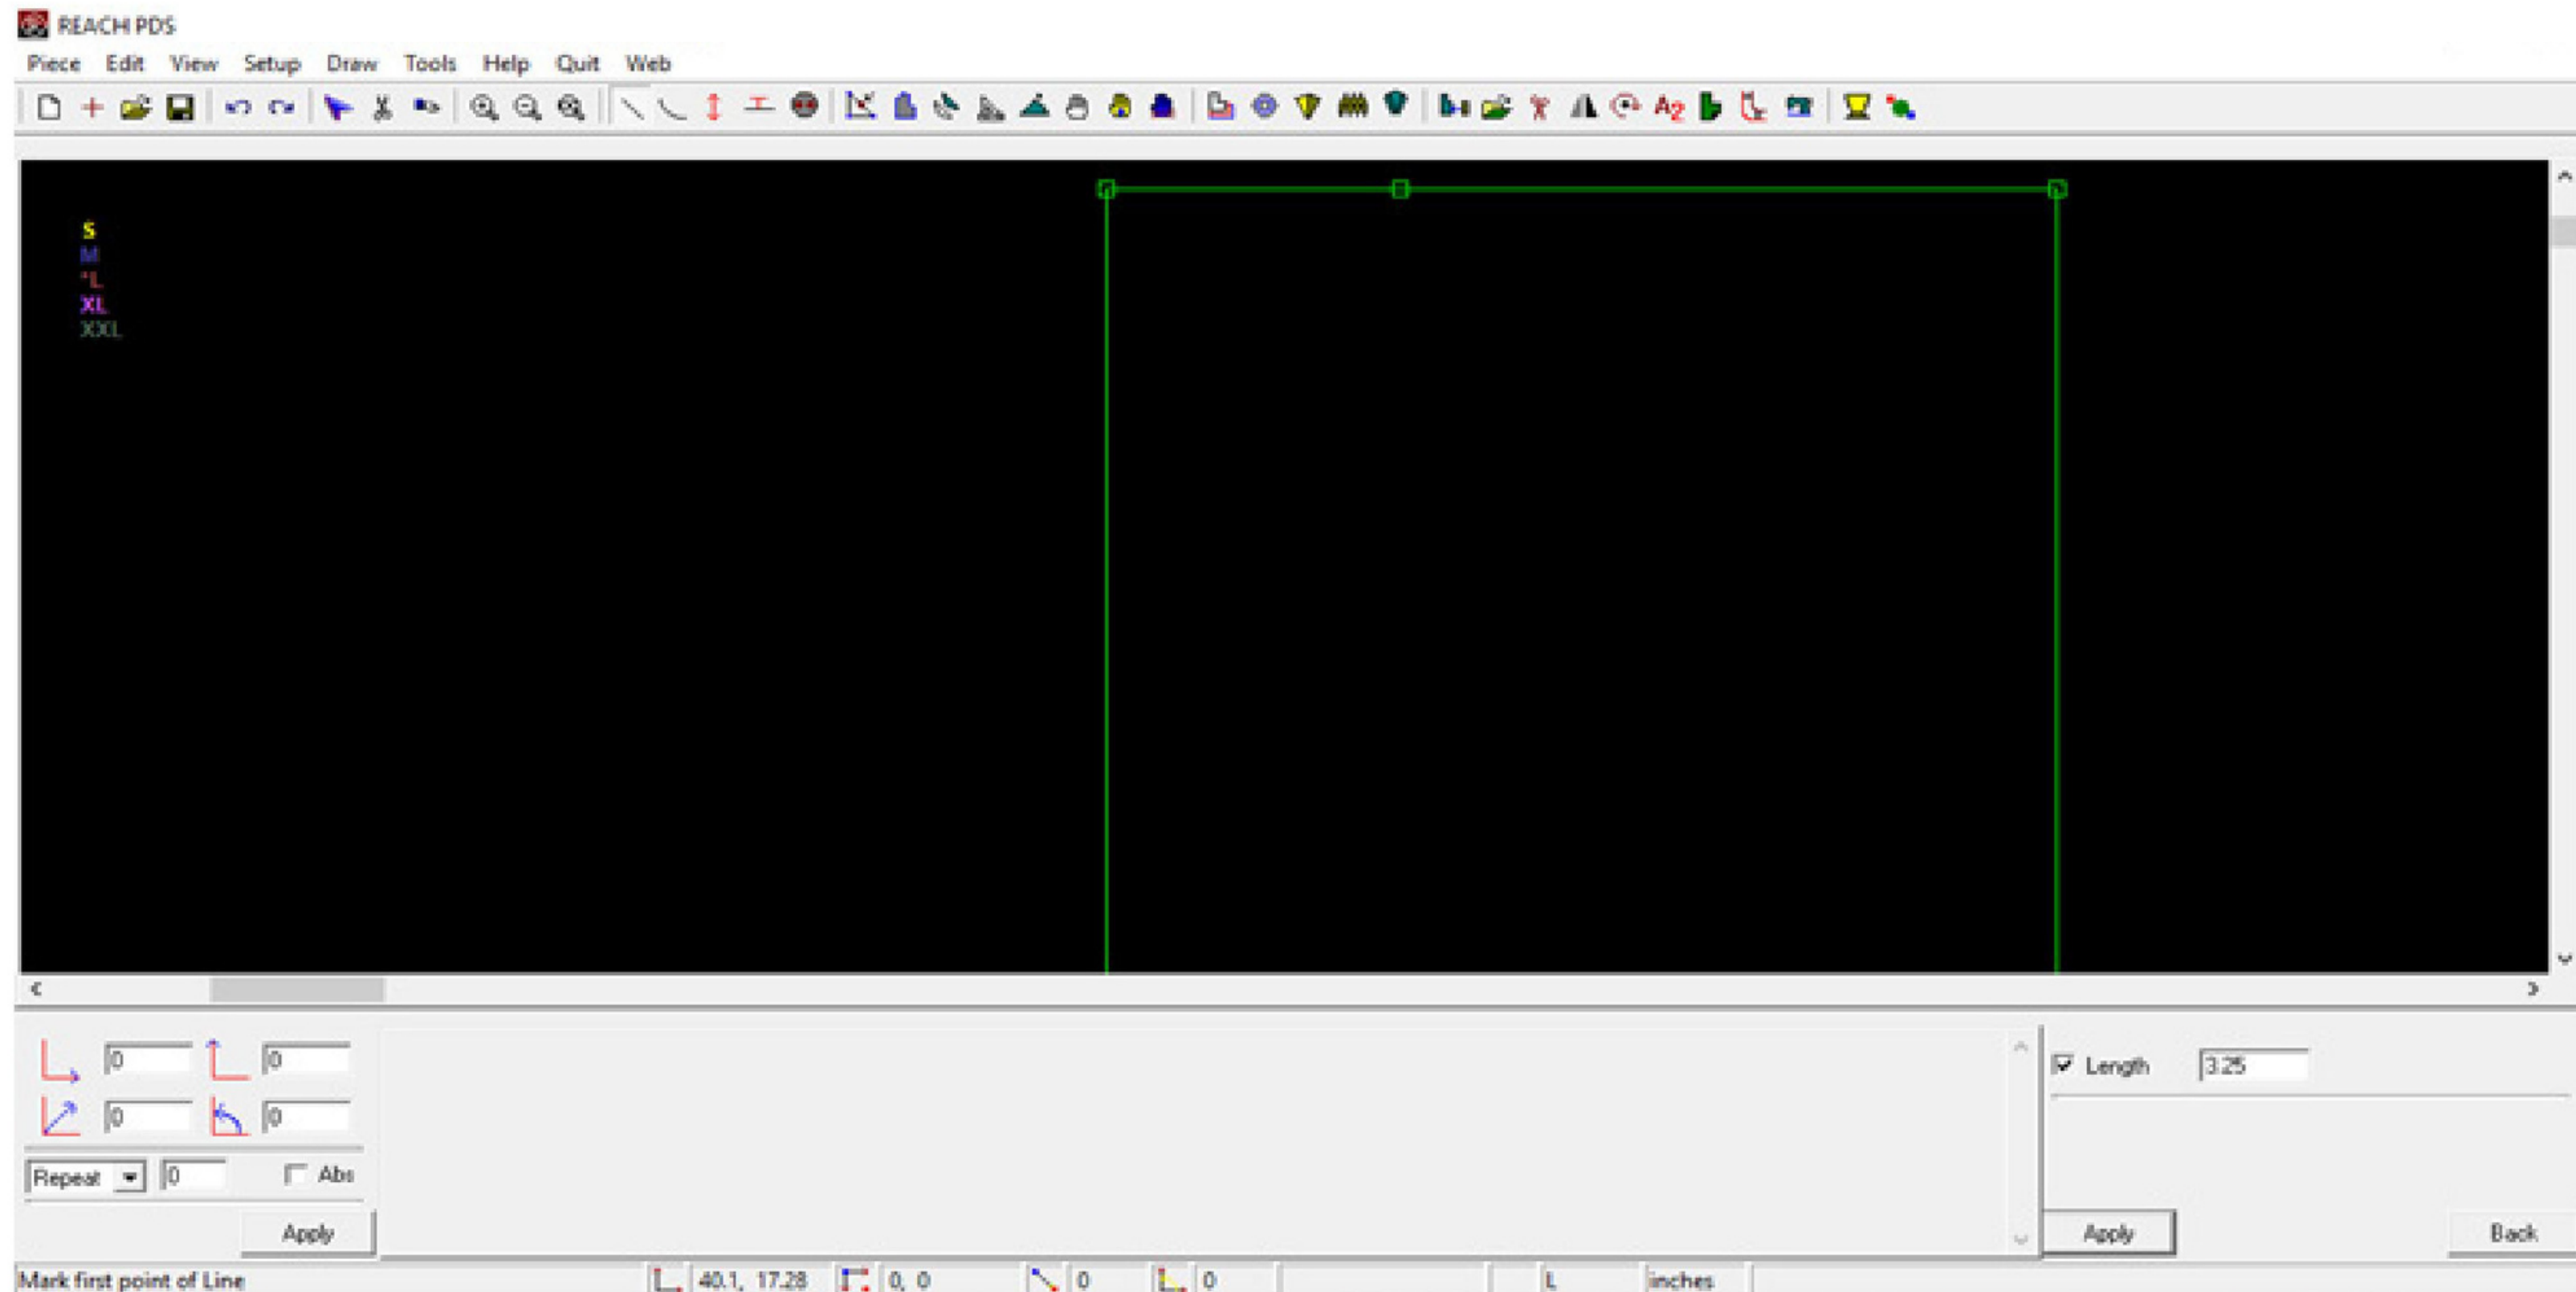 REACH PDS
Piece Edit View Setup Draw Tools Help Quit Web
S
M
*L
XL
XXL
0 0
Length 3.25
0 0
Repeat 0 Abs
Apply
Apply Back
Mark first point of Line 40.1, 17.28 0, 0 0 0 L inches